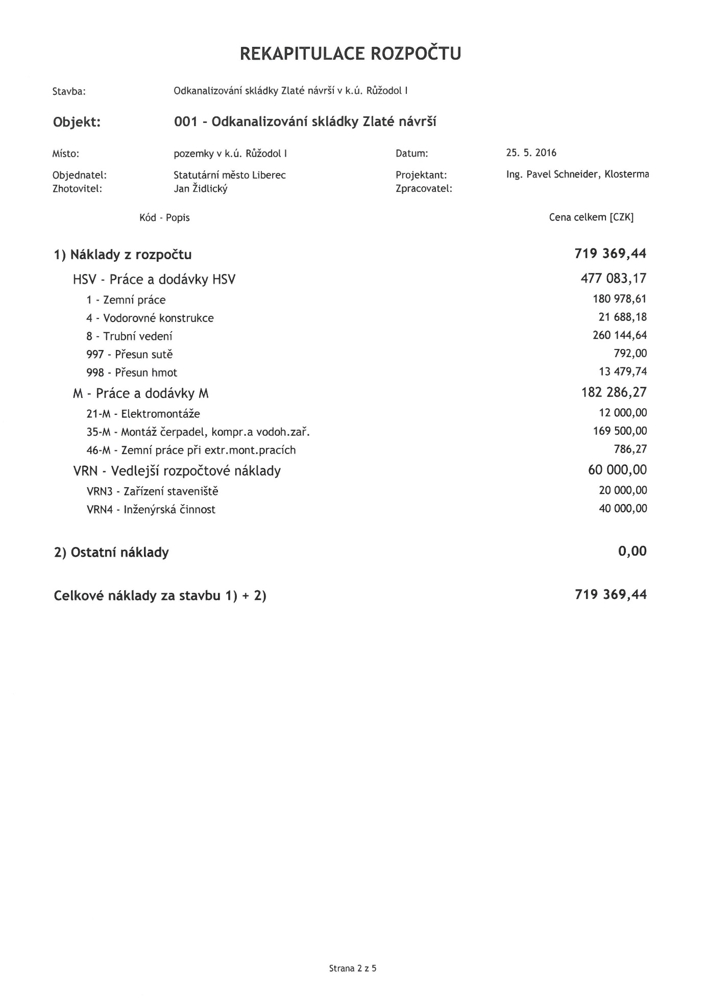 REKAPITULACE ROZPOČTU
Stavba: Odkanalizování skládky Zlaté návrší v k.ú. Růžodol I
Objekt: 001 - Odkanalizování skládky Zlaté návrší
Místo: pozemky v k.ú. Růžodol I Datum: 25. 5. 2016
Objednatel: Statutární město Liberec Projektant: Ing. Pavel Schneider, Klosterma
Zhotovitel: Jan Židlický Zpracovatel:
Kód - Popis Cena celkem [CZK]
1) Náklady z rozpočtu 719 369,44
HSV - Práce a dodávky HSV 477 083,17
1 - Zemní práce 180 978,61
4 - Vodorovné konstrukce 21 688,18
8 - Trubní vedení 260 144,64
997 - Přesun sutě 792,00
998 - Přesun hmot 13 479,74
M - Práce a dodávky M 182 286,27
21-M - Elektromontáže 12 000,00
35-M - Montáž čerpadel, kompr.a vodoh.zař. 169 500,00
46-M - Zemní práce při extr.mont.pracích 786,27
VRN - Vedlejší rozpočtové náklady 60 000,00
VRN3 - Zařízení staveniště 20 000,00
VRN4 - Inženýrská činnost 40 000,00
2) Ostatní náklady 0,00
Celkové náklady za stavbu 1) + 2) 719 369,44
Strana 2 z 5